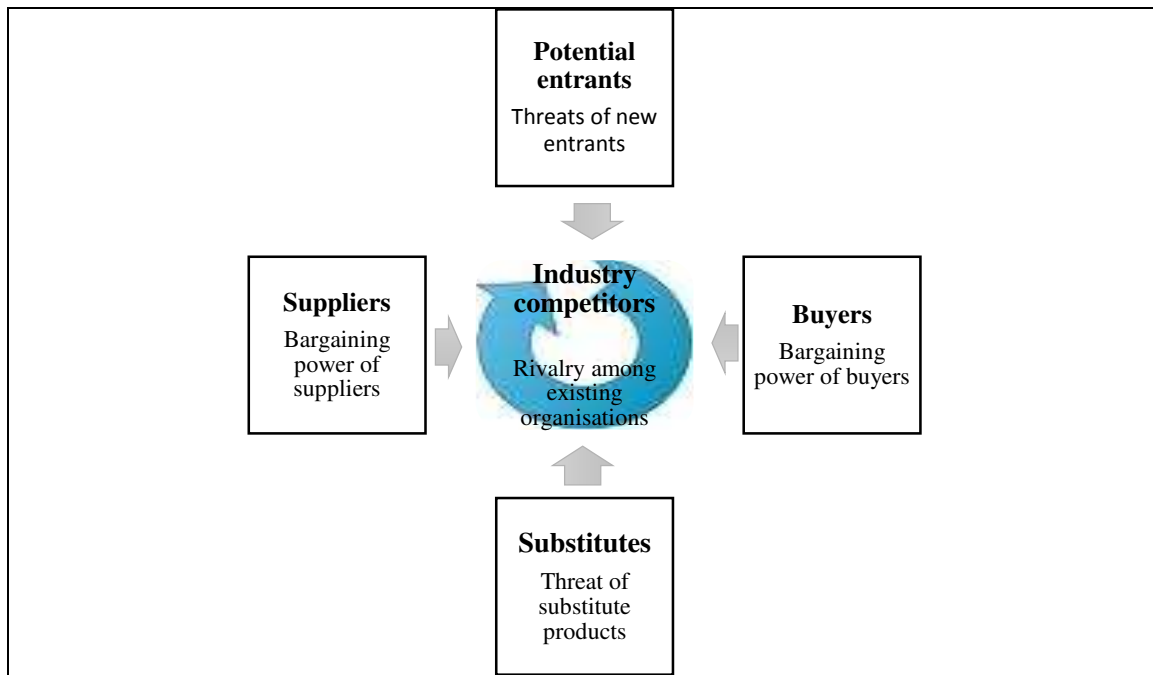 Potential
entrants
Threats of new
entrants
Suppliers
Bargaining
power of
suppliers
Industry
competitors
Rivalry among
existing
organisations
Buyers
Bargaining
power of buyers
Substitutes
Threat of
substitute
products